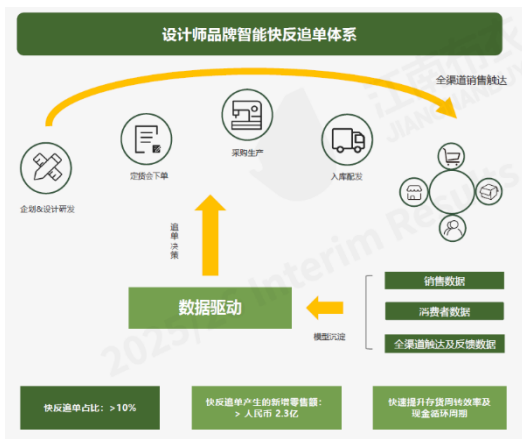 设计师品牌智能快反追单体系
全渠道销售触达
企划&设计研发
定货会下单
采购生产
入库配发
追单决策
数据驱动
模型沉淀
销售数据
消费者数据
全渠道触达及反馈数据
快反追单占比：>10%
快反追单产生的新增零售额：
> 人民币 2.3亿
快速提升存货周转效率及
现金循环周期
江南布衣
JIANGNANBUYI
2025/26 Interim Results